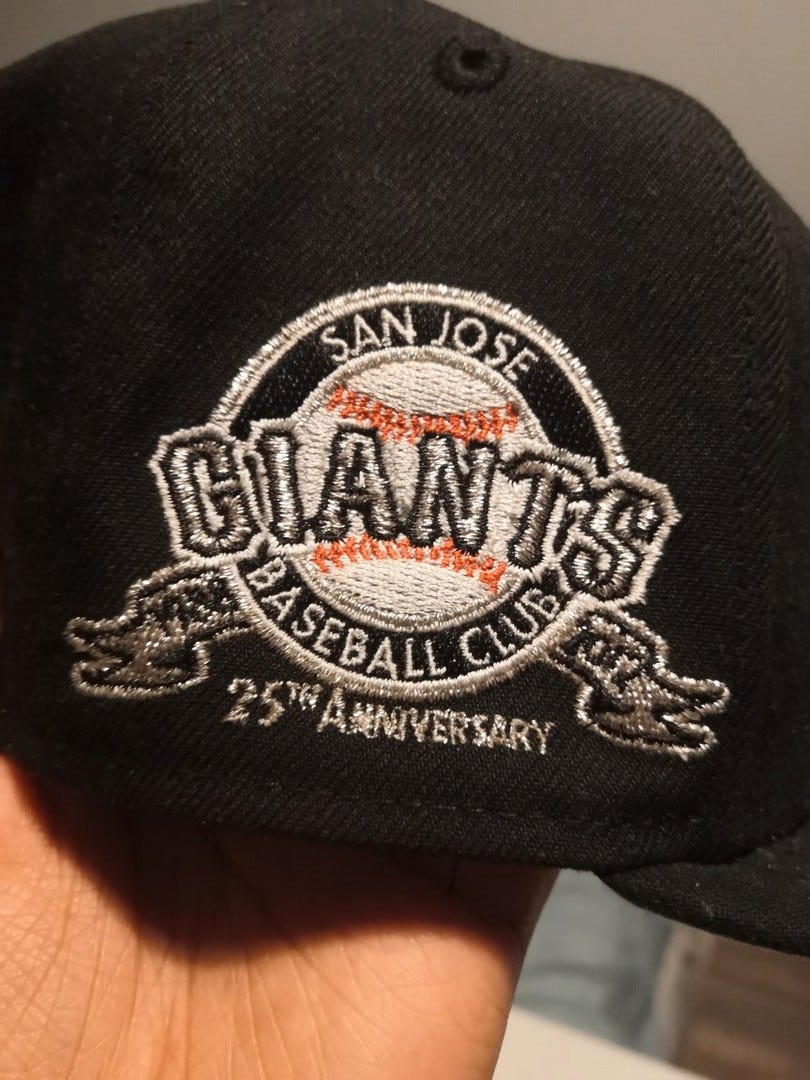 SAN JOSE
GIANTS
BASEBALL CLUB
25TH ANNIVERSARY